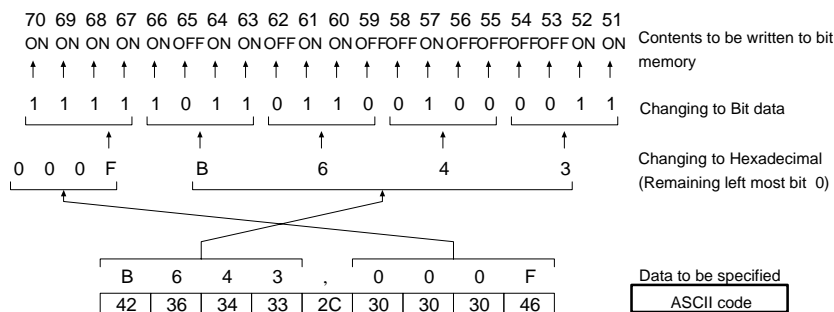 70 69 68 67 66 65 64 63 62 61 60 59 58 57 56 55 54 53 52 51
ON ON ON ON ON OFF ON ON OFF ON ON OFF OFF ON OFF OFF OFF OFF ON ON
Contents to be written to bit
memory
1 1 1 1 1 0 1 1 0 1 1 0 0 1 0 0 0 0 1 1
Changing to Bit data
0 0 0 F B 6 4 3
Changing to Hexadecimal
(Remaining left most bit 0)
B 6 4 3 , 0 0 0 F
Data to be specified
42 36 34 33 2C 30 30 30 46
ASCII code